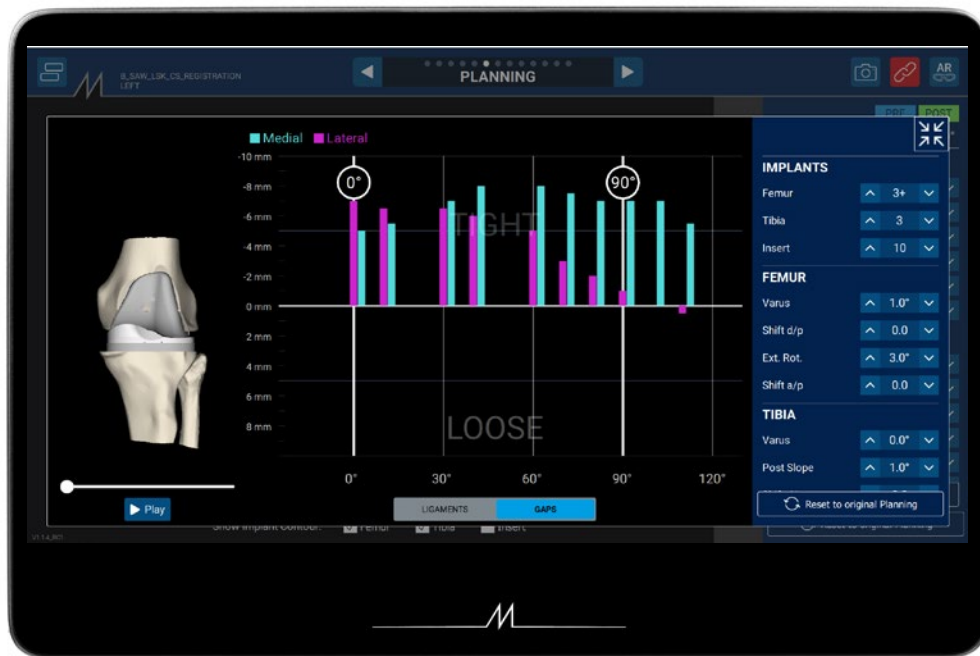 B_SAW_LSK_CS_REGISTRATION
LEFT
PLANNING
AR
PRE POST
Medial Lateral
-10 mm
-8 mm
-6 mm
-4 mm
-2 mm
0 mm
2 mm
4 mm
6 mm
8 mm
0°
90°
TIGHT
LOOSE
0° 30° 60° 90° 120°
Play
LIGAMENTS GAPS
IMPLANTS
Femur 3+
Tibia 3
Insert 10
FEMUR
Varus 1.0°
Shift d/p 0.0
Ext. Rot. 3.0°
Shift a/p 0.0
TIBIA
Varus 0.0°
Post Slope 1.0°
Reset to original Planning
Show Implant Contour: Femur Tibia Insert